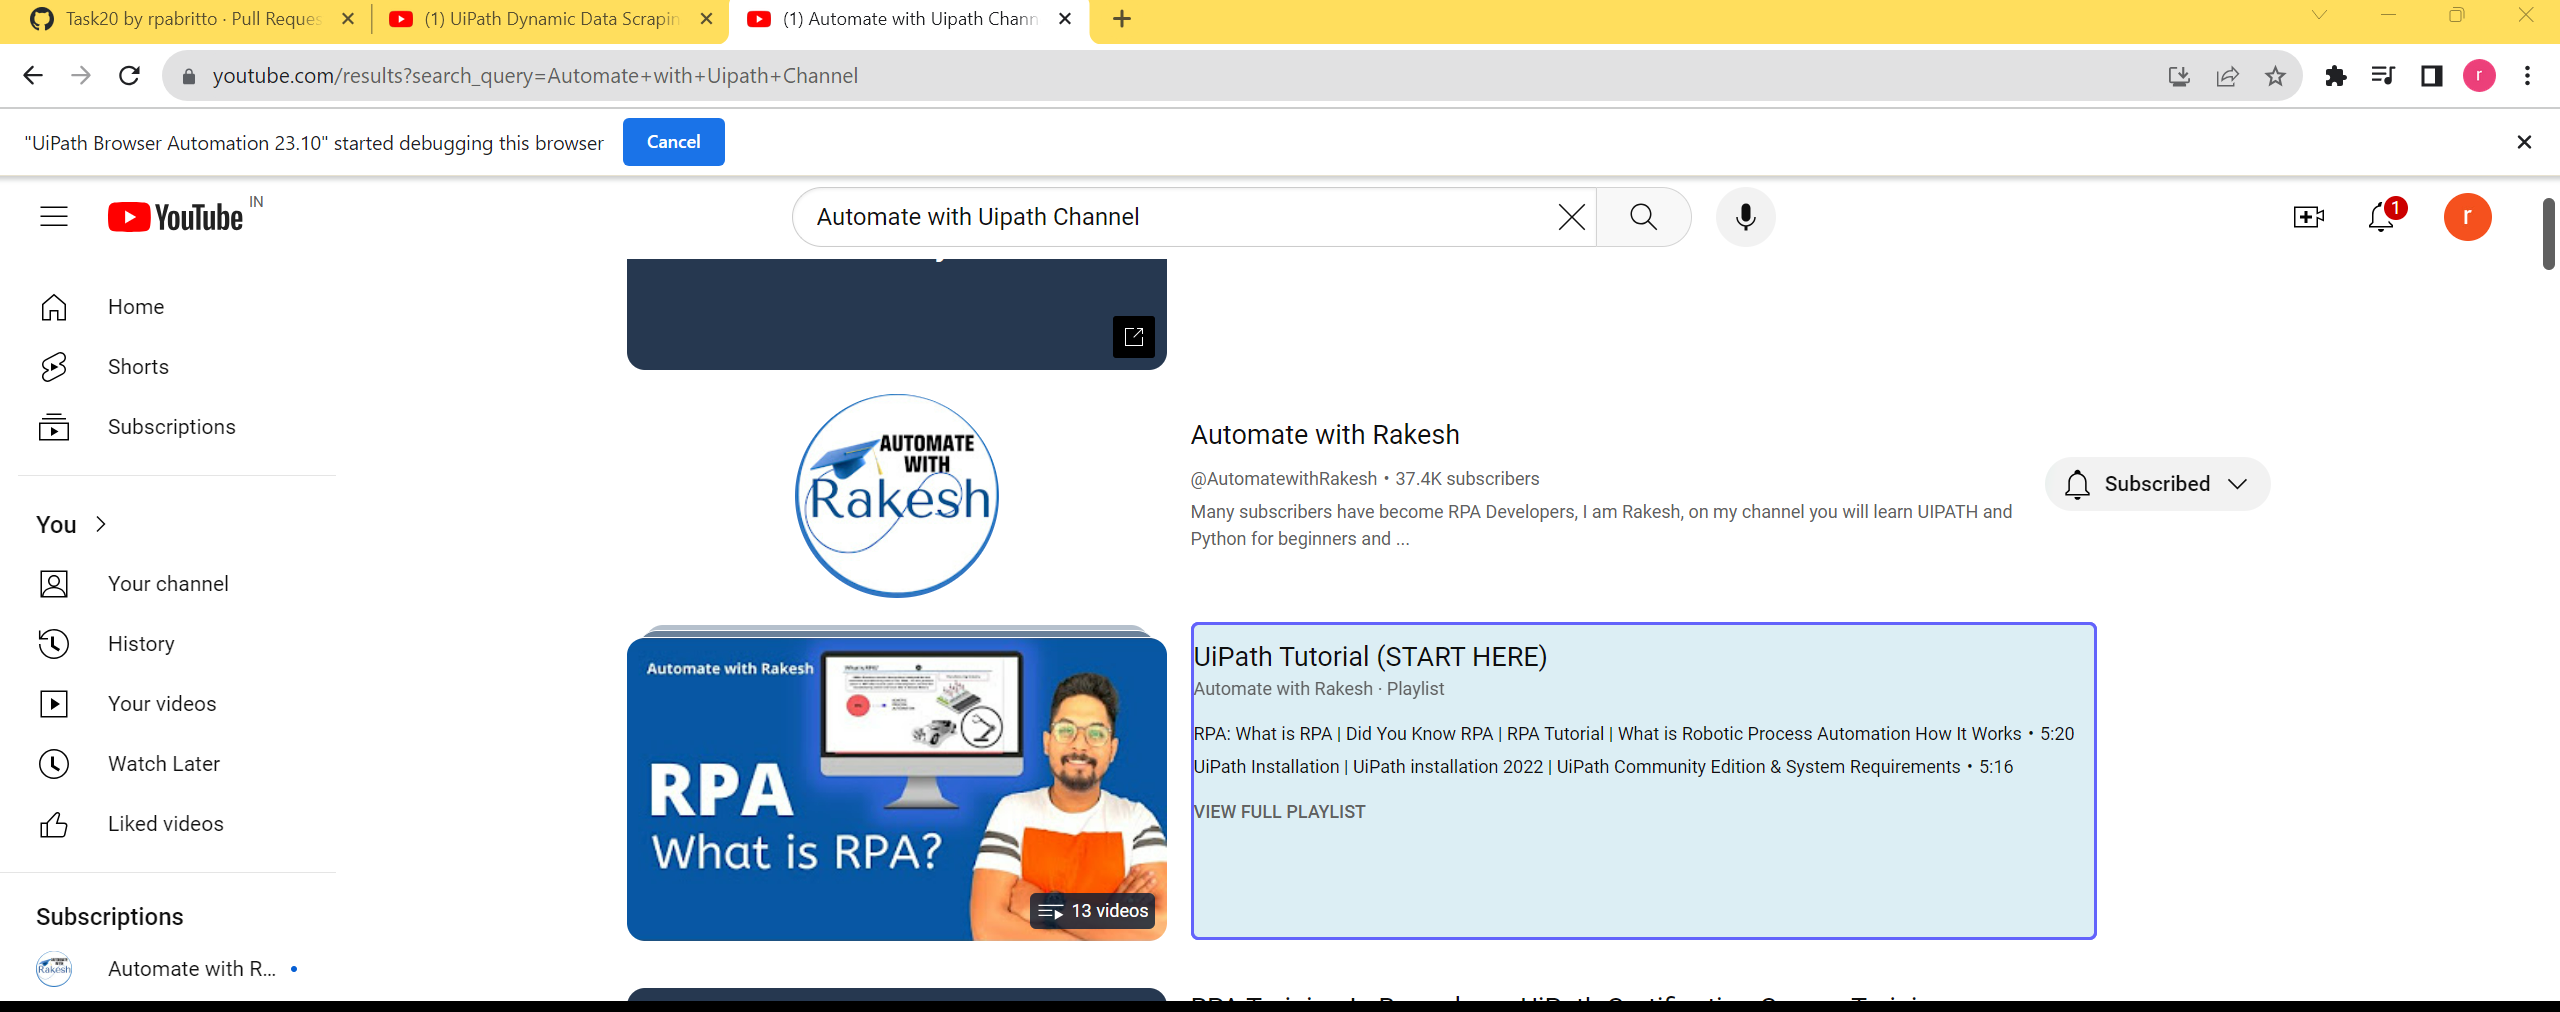 Task20 by rpabritto · Pull Reques
(1) UiPath Dynamic Data Scrapin
(1) Automate with Uipath Chann
youtube.com/results?search_query=Automate+with+Uipath+Channel
r
"UiPath Browser Automation 23.10" started debugging this browser
Cancel
YouTube IN
Automate with Uipath Channel
1
r
Home
Shorts
Subscriptions
You
Your channel
History
Your videos
Watch Later
Liked videos
Subscriptions
Rakesh
Automate with R...
AUTOMATE
WITH
Rakesh
Automate with Rakesh
@AutomatewithRakesh • 37.4K subscribers
Many subscribers have become RPA Developers, I am Rakesh, on my channel you will learn UIPATH and
Python for beginners and ...
Subscribed
Automate with Rakesh
RPA
What is RPA?
13 videos
UiPath Tutorial (START HERE)
Automate with Rakesh · Playlist
RPA: What is RPA | Did You Know RPA | RPA Tutorial | What is Robotic Process Automation How It Works • 5:20
UiPath Installation | UiPath installation 2022 | UiPath Community Edition & System Requirements • 5:16
VIEW FULL PLAYLIST